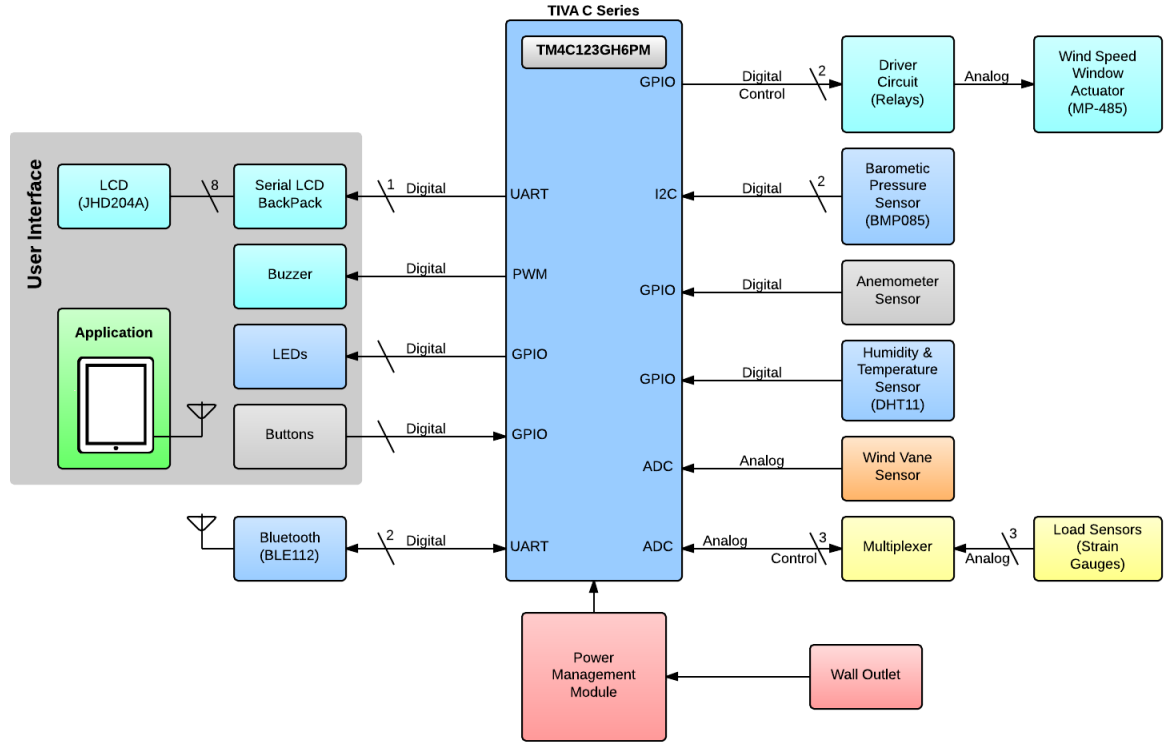 TIVA C Series
TM4C123GH6PM
GPIO
Digital
Control
2
Driver
Circuit
(Relays)
Analog
Wind Speed
Window
Actuator
(MP-485)
User Interface
LCD
(JHD204A)
8
Serial LCD
BackPack
1
Digital
UART
I2C
Digital
2
Barometic
Pressure
Sensor
(BMP085)
Buzzer
Digital
PWM
GPIO
Digital
Anemometer
Sensor
Application
LEDs
Digital
GPIO
GPIO
Digital
Humidity &
Temperature
Sensor
(DHT11)
Buttons
Digital
GPIO
ADC
Analog
Wind Vane
Sensor
Bluetooth
(BLE112)
2
Digital
UART
ADC
Analog
Control
3
Multiplexer
Analog
3
Load Sensors
(Strain
Gauges)
Power
Management
Module
Wall Outlet